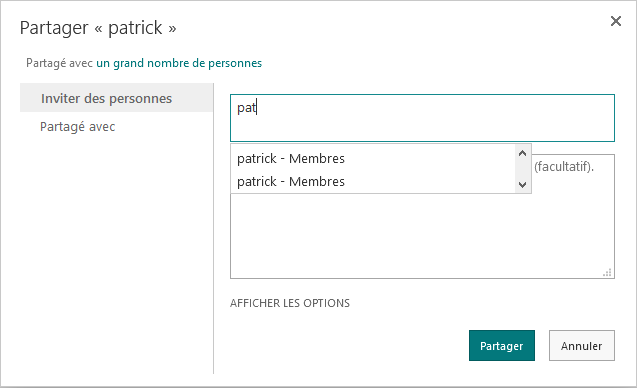 Partager « patrick »
Partagé avec un grand nombre de personnes
Inviter des personnes
Partagé avec
pat
patrick - Membres
patrick - Membres
(facultatif).
AFFICHER LES OPTIONS
Partager
Annuler